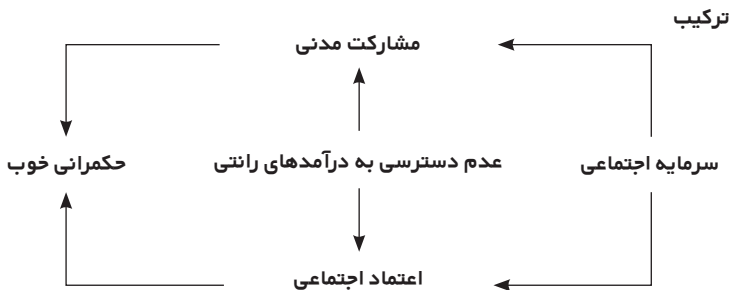 ترکیب
مشارکت مدنی
سرمایه اجتماعی
عدم دسترسی به درآمدهای رانتی
حکمرانی خوب
اعتماد اجتماعی